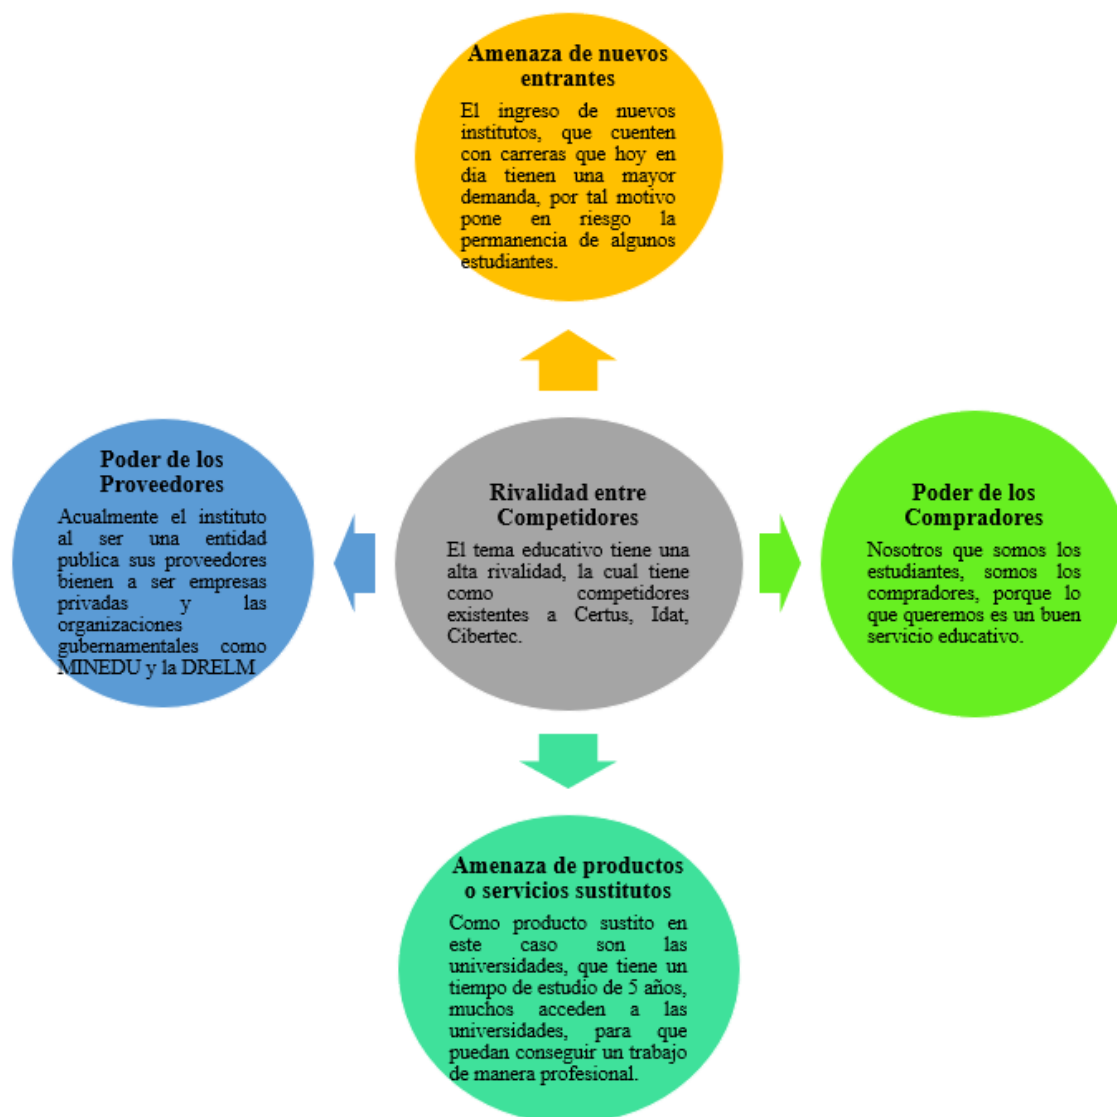 Amenaza de nuevos
entrantes
El ingreso de nuevos
institutos, que cuenten
con carreras que hoy en
dia tienen una mayor
demanda, por tal motivo
pone en riesgo la
permanencia de algunos
estudiantes.
Poder de los
Proveedores
Acualmente el instituto
al ser una entidad
publica sus proveedores
bienen a ser empresas
privadas y las
organizaciones
gubernamentales como
MINEDU y la DRELM
Rivalidad entre
Competidores
El tema educativo tiene una
alta rivalidad, la cual tiene
como competidores
existentes a Certus, Idat,
Cibertec.
Poder de los
Compradores
Nosotros que somos los
estudiantes, somos los
compradores, porque lo
que queremos es un buen
servicio educativo.
Amenaza de productos
o servicios sustitutos
Como producto sustito en
este caso son las
universidades, que tiene un
tiempo de estudio de 5 años,
muchos acceden a las
universidades, para que
puedan conseguir un trabajo
de manera profesional.